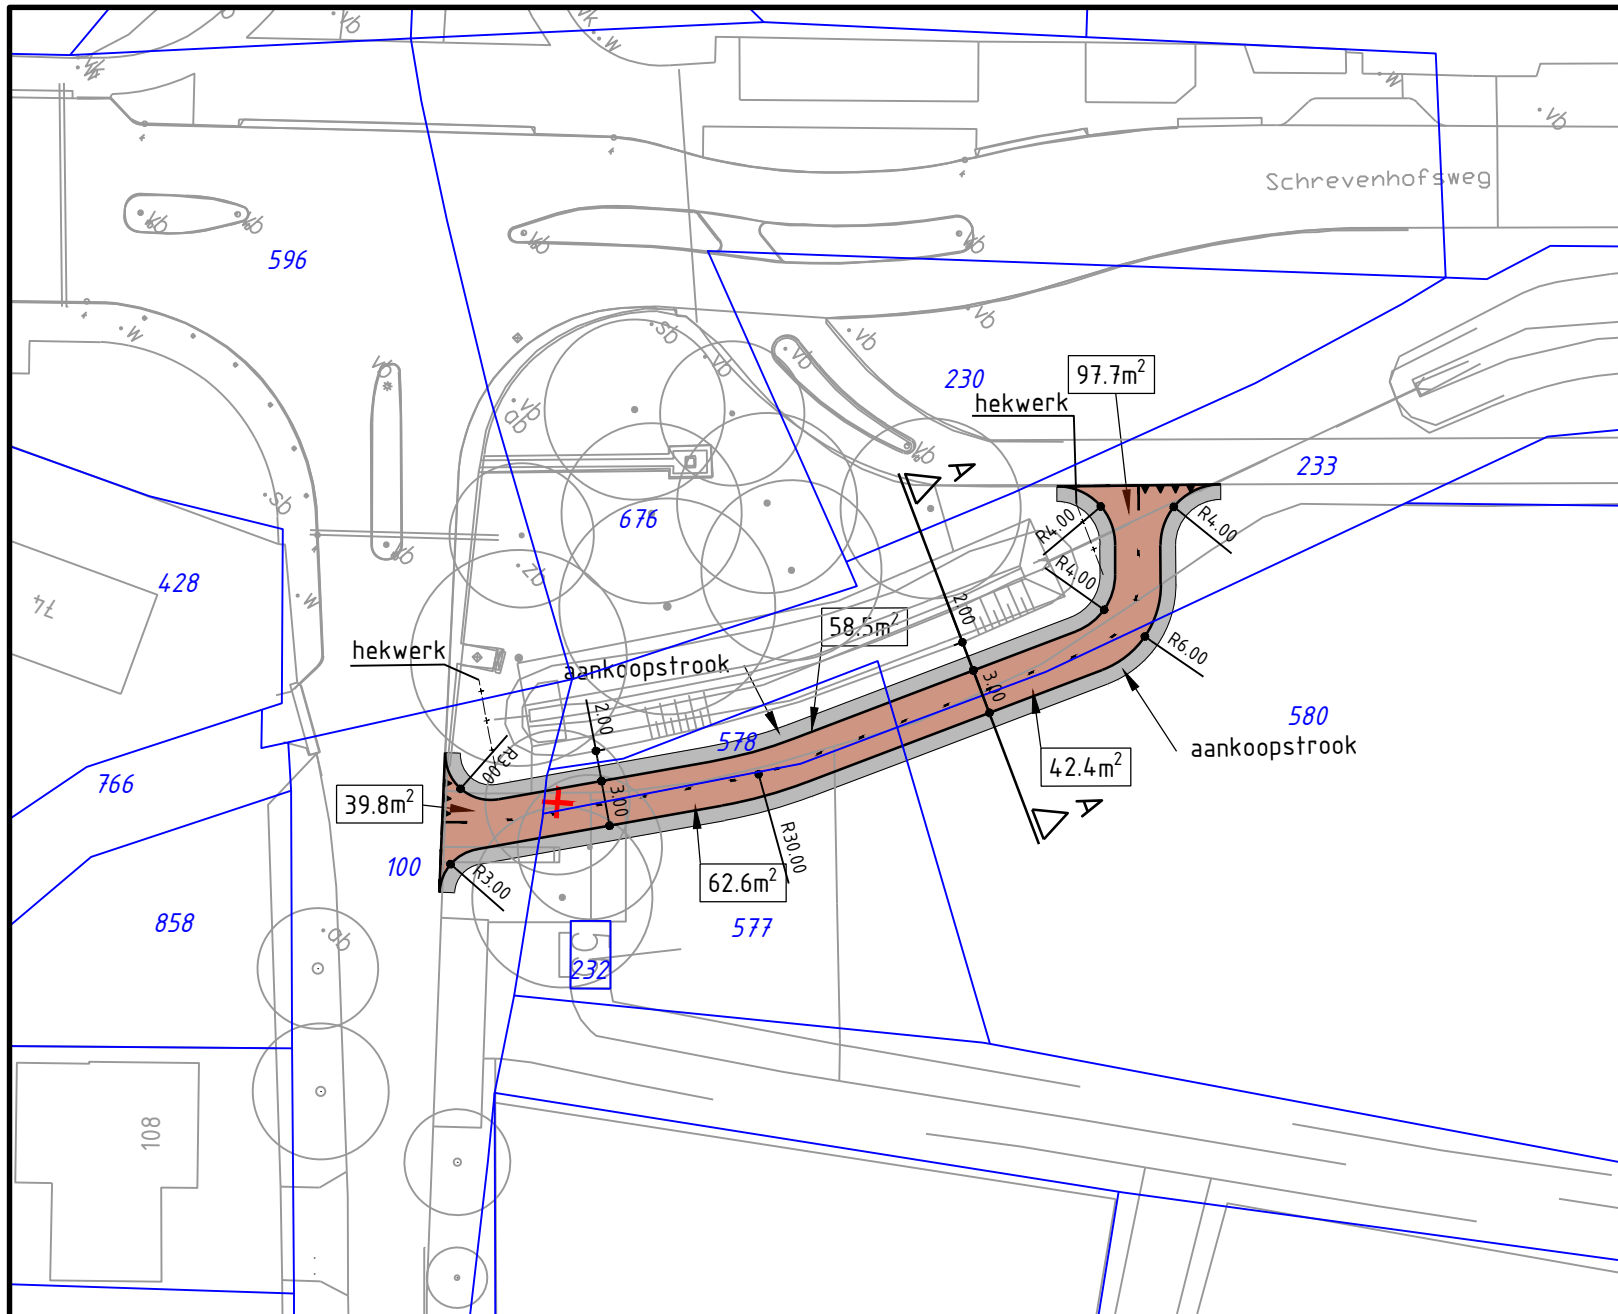 Schrevenhofsweg
596
230
97.7m²
hekwerk
233
A
676
R4.00
R4.00
R4.00
428
74
2.00
58.5m²
hekwerk
aankoopstrook
R6.00
3.00
2.00
578
580
aankoopstrook
R3.00
42.4m²
766
39.8m²
3.00
A
R30.00
100
R3.00
62.6m²
858
577
232
108